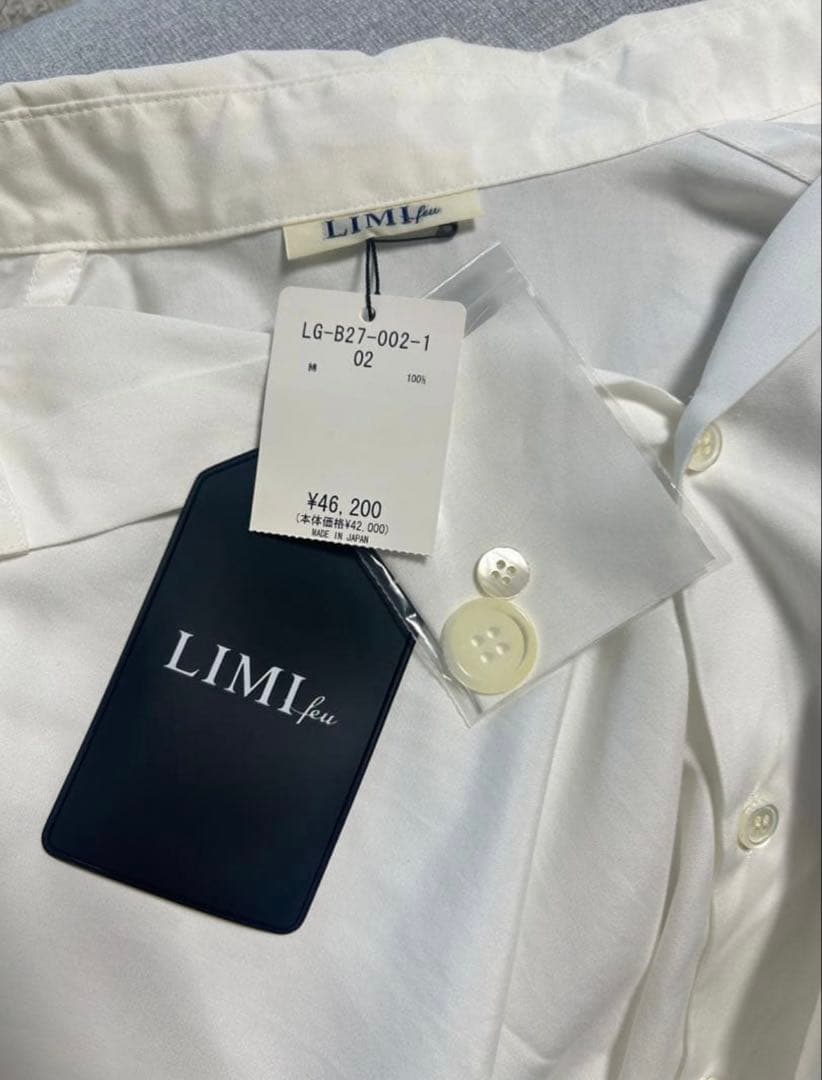 LIMI feu
LG-B27-002-1
02
綿 100%
¥46,200
(本体価格¥42,000)
MADE IN JAPAN
LIMI feu